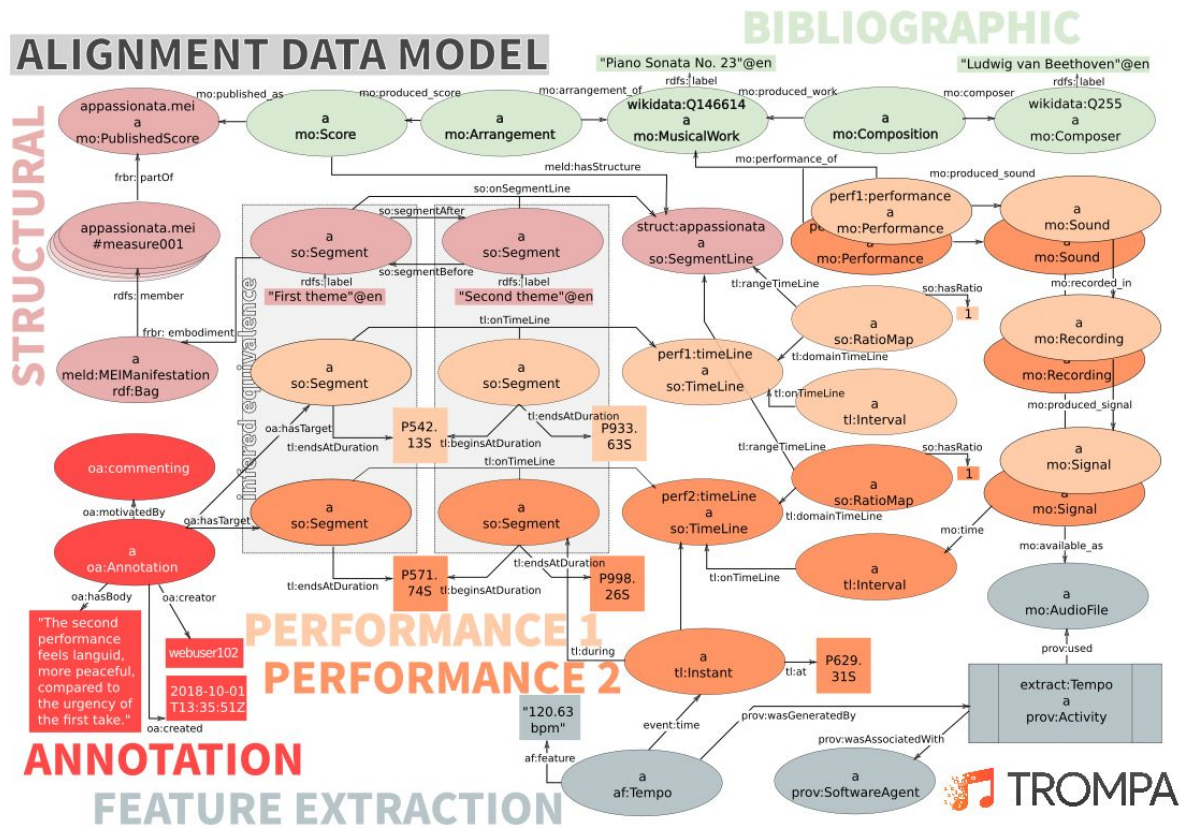 BIBLIOGRAPHIC
ALIGNMENT DATA MODEL
"Piano Sonata No. 23"@en
"Ludwig van Beethoven"@en
rdfs: label
rdfs: label
mo:published_as
mo:produced_score
mo:arrangement_of
mo:produced_work
mo:composer
appassionata.mei
a
mo:PublishedScore
a
mo:Score
a
mo:Arrangement
wikidata:Q146614
a
mo:MusicalWork
a
mo:Composition
wikidata:Q255
a
mo:Composer
STRUCTURAL
frbr: partOf
meld:hasStructure
mo:performance_of
mo:produced_sound
so:onSegmentLine
appassionata.mei
#measure001
so:segmentAfter
a
so:Segment
a
so:Segment
so:segmentBefore
struct:appassionata
a
so:SegmentLine
perf1:performance
a
mo:Performance
mo:Performance
a
mo:Sound
mo:Sound
rdfs: label
"First theme"@en
rdfs: label
"Second theme"@en
rdfs: member
tl:rangeTimeLine
so:hasRatio
1
mo:recorded_in
frbr: embodiment
infered equivalence
tl:onTimeLine
a
so:RatioMap
a
mo:Recording
mo:Recording
a
meld:MEIManifestation
rdf:Bag
a
so:Segment
a
so:Segment
perf1:timeLine
a
so:TimeLine
tl:domainTimeLine
tl:onTimeLine
a
tl:Interval
mo:produced_signal
oa:hasTarget
tl:endsAtDuration
P542.
13S
tl:beginsAtDuration
tl:endsAtDuration
P933.
63S
oa:commenting
tl:onTimeLine
tl:rangeTimeLine
so:hasRatio
1
a
so:RatioMap
a
mo:Signal
mo:Signal
oa:motivatedBy
oa:hasTarget
a
so:Segment
a
so:Segment
perf2:timeLine
a
so:TimeLine
tl:domainTimeLine
mo:time
a
oa:Annotation
mo:available_as
tl:endsAtDuration
P571.
74S
tl:beginsAtDuration
tl:endsAtDuration
P998.
26S
tl:onTimeLine
a
tl:Interval
oa:hasBody
oa:creator
a
mo:AudioFile
"The second
performance
feels languid,
more peaceful,
compared to
the urgency of
the first take."
webuser102
2018-10-01
T13:35:51Z
oa:created
PERFORMANCE 1
PERFORMANCE 2
tl:during
a
tl:Instant
tl:at
P629.
31S
prov:used
extract:Tempo
a
prov:Activity
"120.63
bpm"
event:time
prov:wasGeneratedBy
prov:wasAssociatedWith
ANNOTATION
af:feature
a
af:Tempo
a
prov:SoftwareAgent
FEATURE EXTRACTION
TROMPA